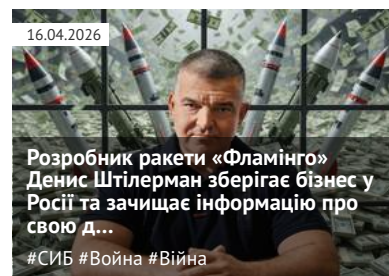 16.04.2026
Розробник ракети «Фламінго»
Денис Штілерман зберігає бізнес у
Росії та зачищає інформацію про
свою д...
#СИБ #Война #Війна